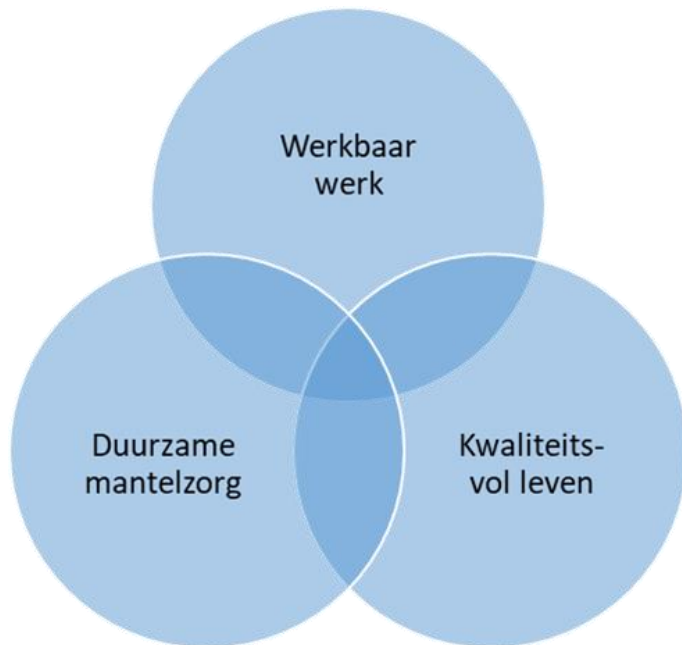 Werkbaar
werk
Duurzame
mantelzorg
Kwaliteits-
vol leven